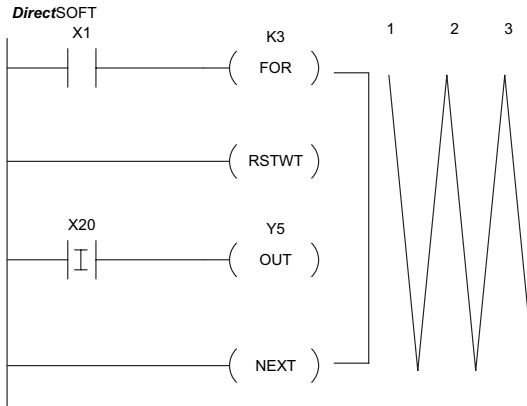 DirectSOFT
X1 K3 1 2 3
FOR
RSTWT
X20 Y5
I OUT
NEXT